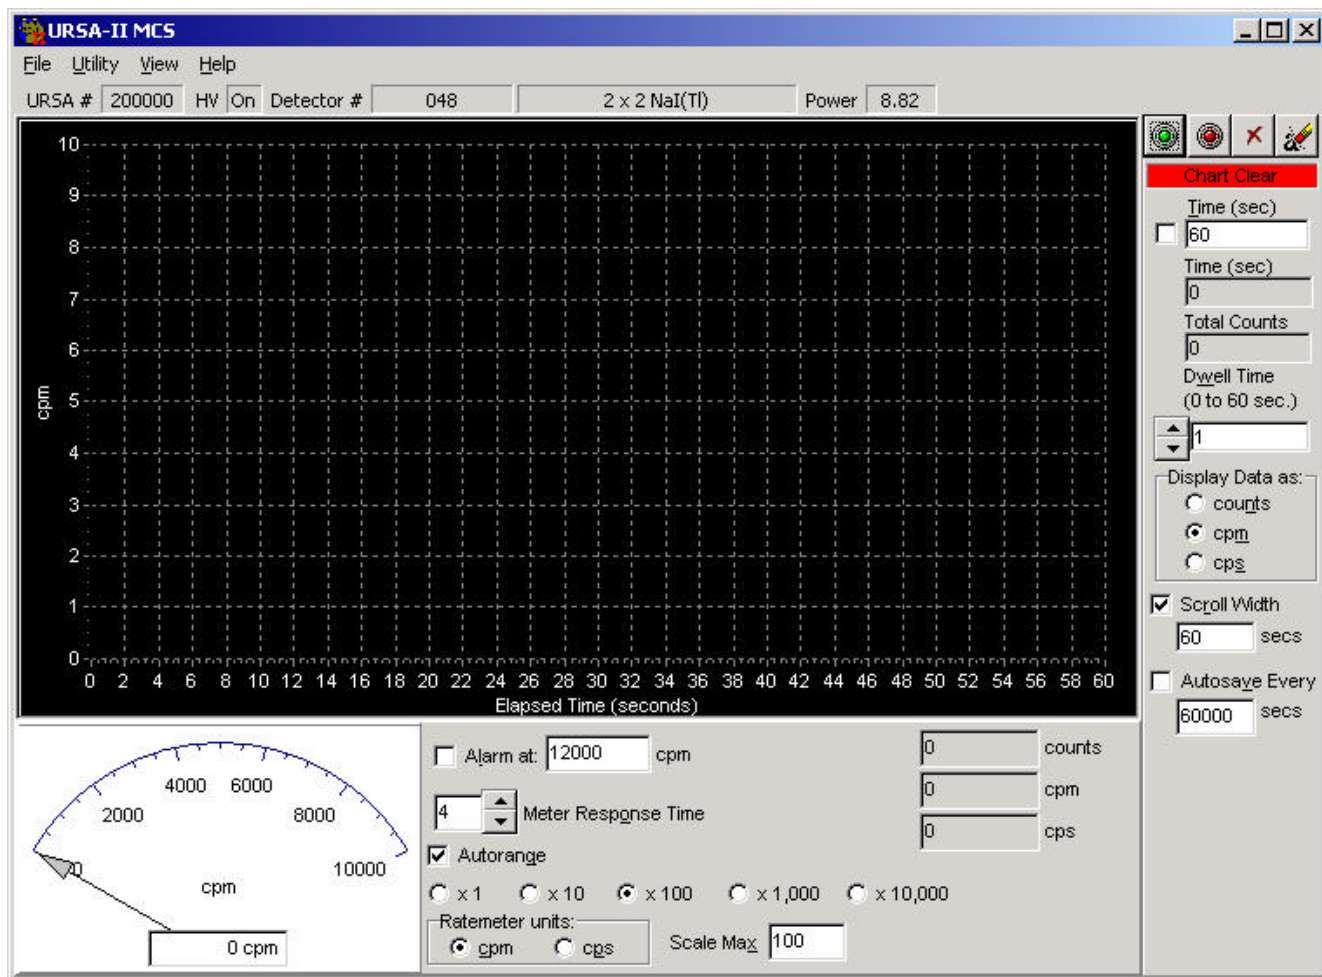 URSA-II MCS
File Utility View Help
URSA # 200000 HV On Detector # 048 2 x 2 NaI(Tl) Power 8.82
10
9
8
7
6
5
4
3
2
1
0
cpm
0 2 4 6 8 10 12 14 16 18 20 22 24 26 28 30 32 34 36 38 40 42 44 46 48 50 52 54 56 58 60
Elapsed Time (seconds)
Chart Clear
Time (sec)
60
Time (sec)
0
Total Counts
0
Dwell Time
(0 to 60 sec.)
1
Display Data as:
counts
cpm
cps
Scroll Width
60 secs
Autosave Every
60000 secs
0 2000 4000 6000 8000 10000
cpm
0 cpm
Alarm at: 12000 cpm
4 Meter Response Time
Autorange
x 1 x 10 x 100 x 1,000 x 10,000
Ratemeter units:
cpm cps Scale Max 100
0 counts
0 cpm
0 cps